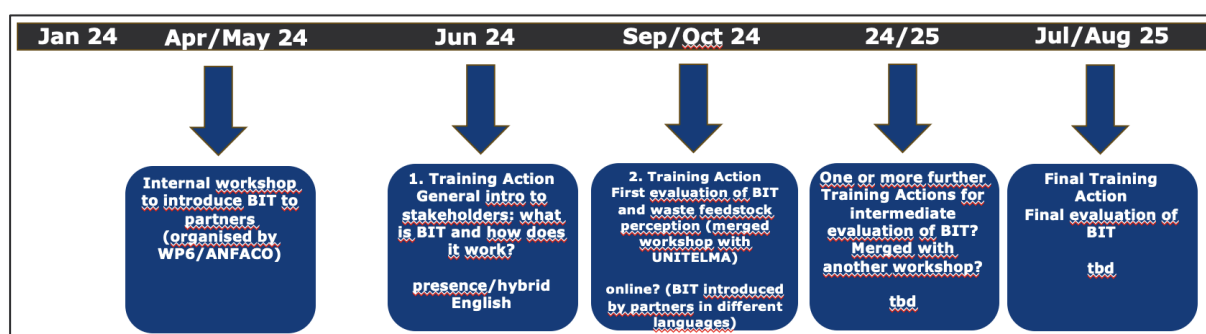 Jan 24
Apr/May 24
Jun 24
Sep/Oct 24
24/25
Jul/Aug 25
Internal workshop
to introduce BIT to
partners
(organised by
WP6/ANFACO)
1. Training Action
General intro to
stakeholders: what
is BIT and how does
it work?
presence/hybrid
English
2. Training Action
First evaluation of BIT
and waste feedstock
perception (merged
workshop with
UNITELMA)
online? (BIT introduced
by partners in different
languages)
One or more further
Training Actions for
intermediate
evaluation of BIT?
Merged with
another workshop?
tbd
Final Training
Action
Final evaluation of
BIT
tbd